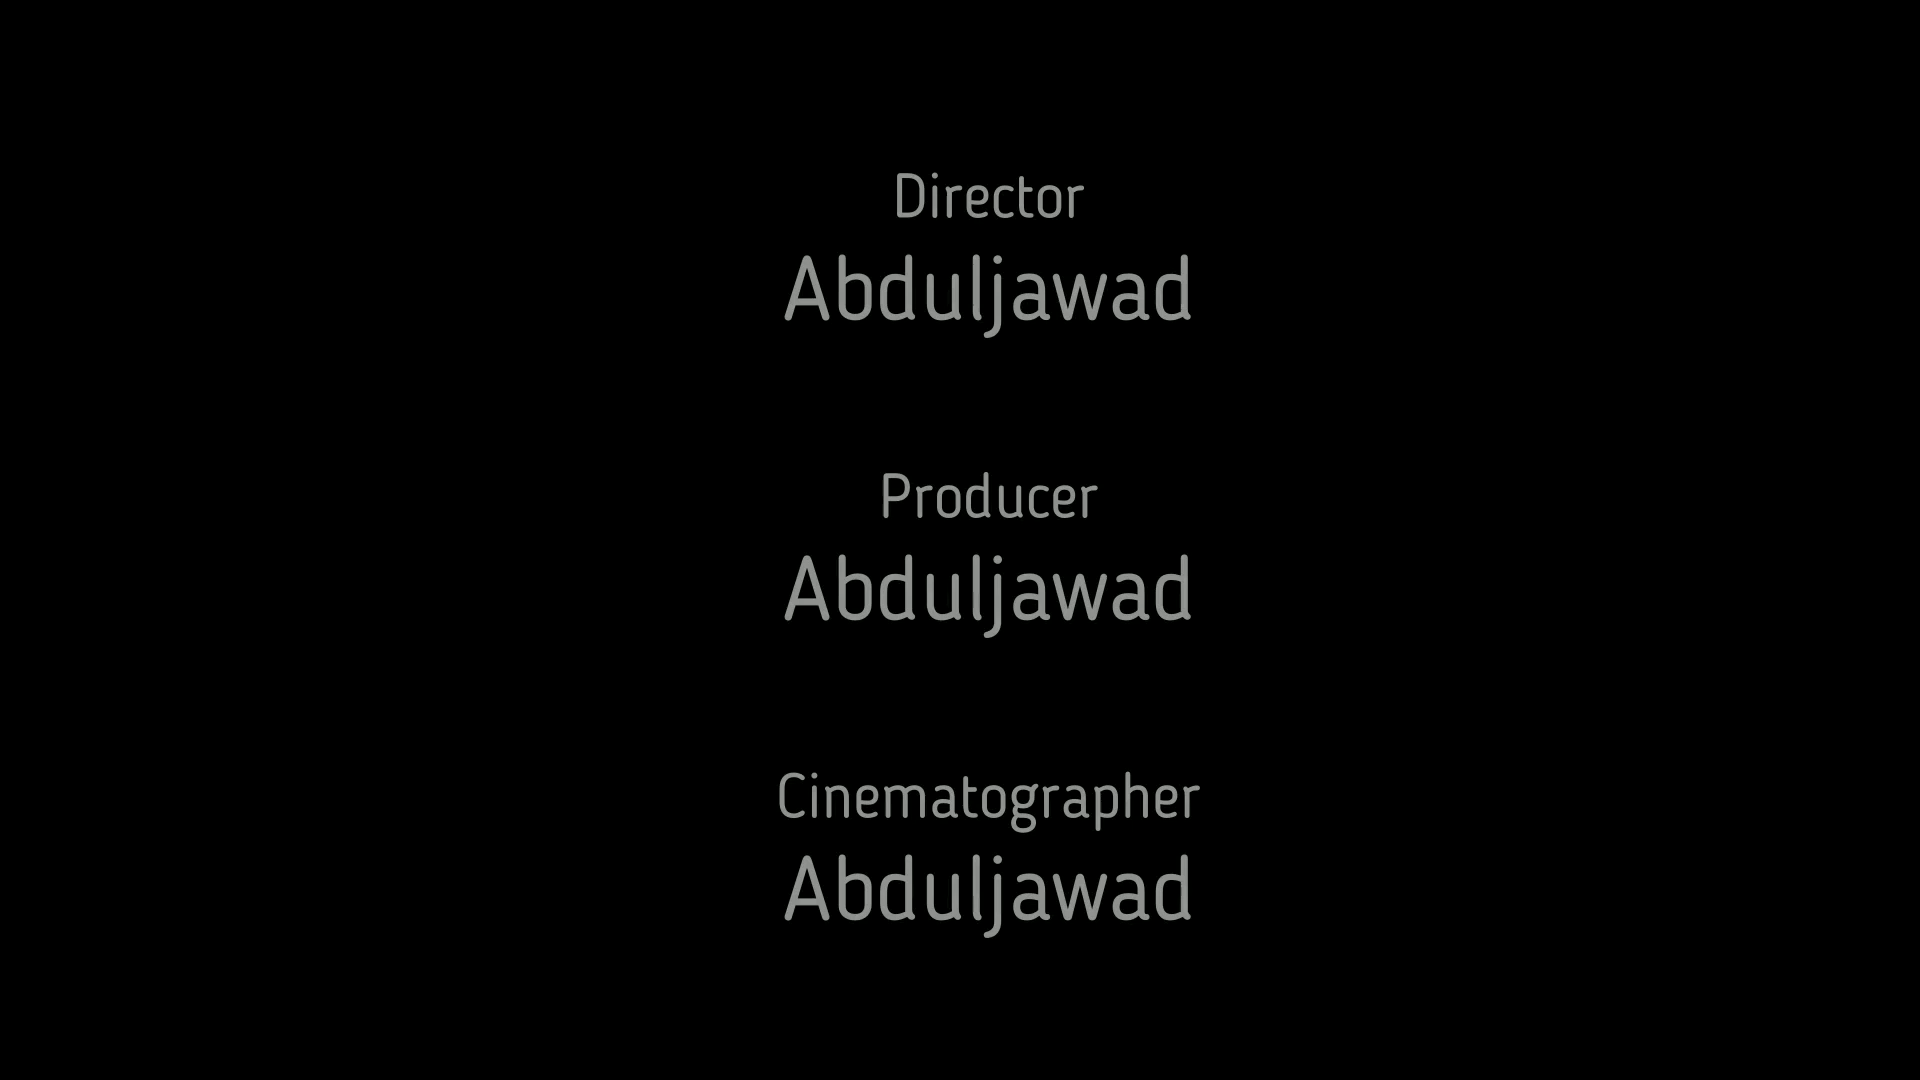 Director
Abduljawad
Producer
Abduljawad
Cinematographer
Abduljawad